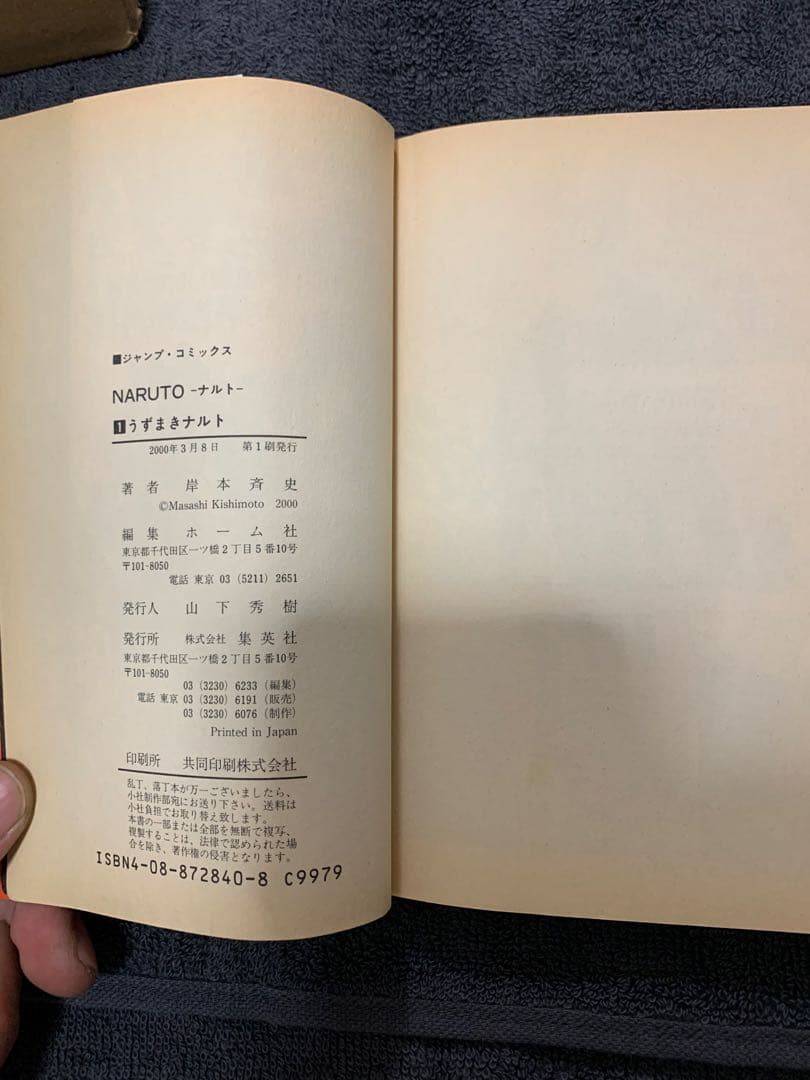 ■ジャンプ・コミックス
NARUTO -ナルト-
1うずまきナルト
2000年3月8日 第1刷発行
著者 岸本斉史
©Masashi Kishimoto 2000
編集 ホーム社
東京都千代田区一ツ橋2丁目5番10号
〒101-8050
電話 東京 03 (5211) 2651
発行人 山下秀樹
発行所 株式会社 集英社
東京都千代田区一ツ橋2丁目5番10号
〒101-8050
03 (3230) 6233 (編集)
電話 東京 03 (3230) 6191 (販売)
03 (3230) 6076 (制作)
Printed in Japan
印刷所 共同印刷株式会社
乱丁、落丁本が万一ございましたら、
小社制作部宛にお送り下さい。送料は
小社負担でお取り替え致します。
本書の一部または全部を無断で複写、
複製することは、法律で認められた場
合を除き、著作権の侵害となります。
ISBN4-08-872840-8 C9979